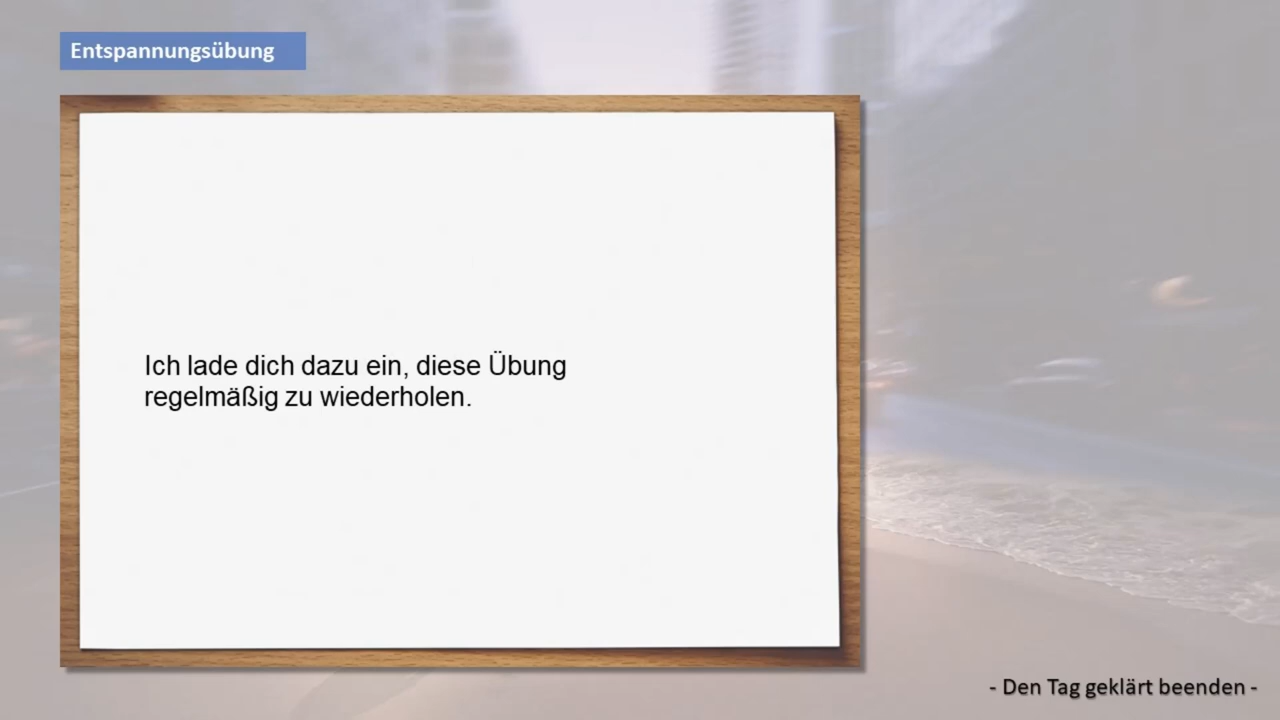 Entspannungsübung
Ich lade dich dazu ein, diese Übung
regelmäßig zu wiederholen.
- Den Tag geklärt beenden -